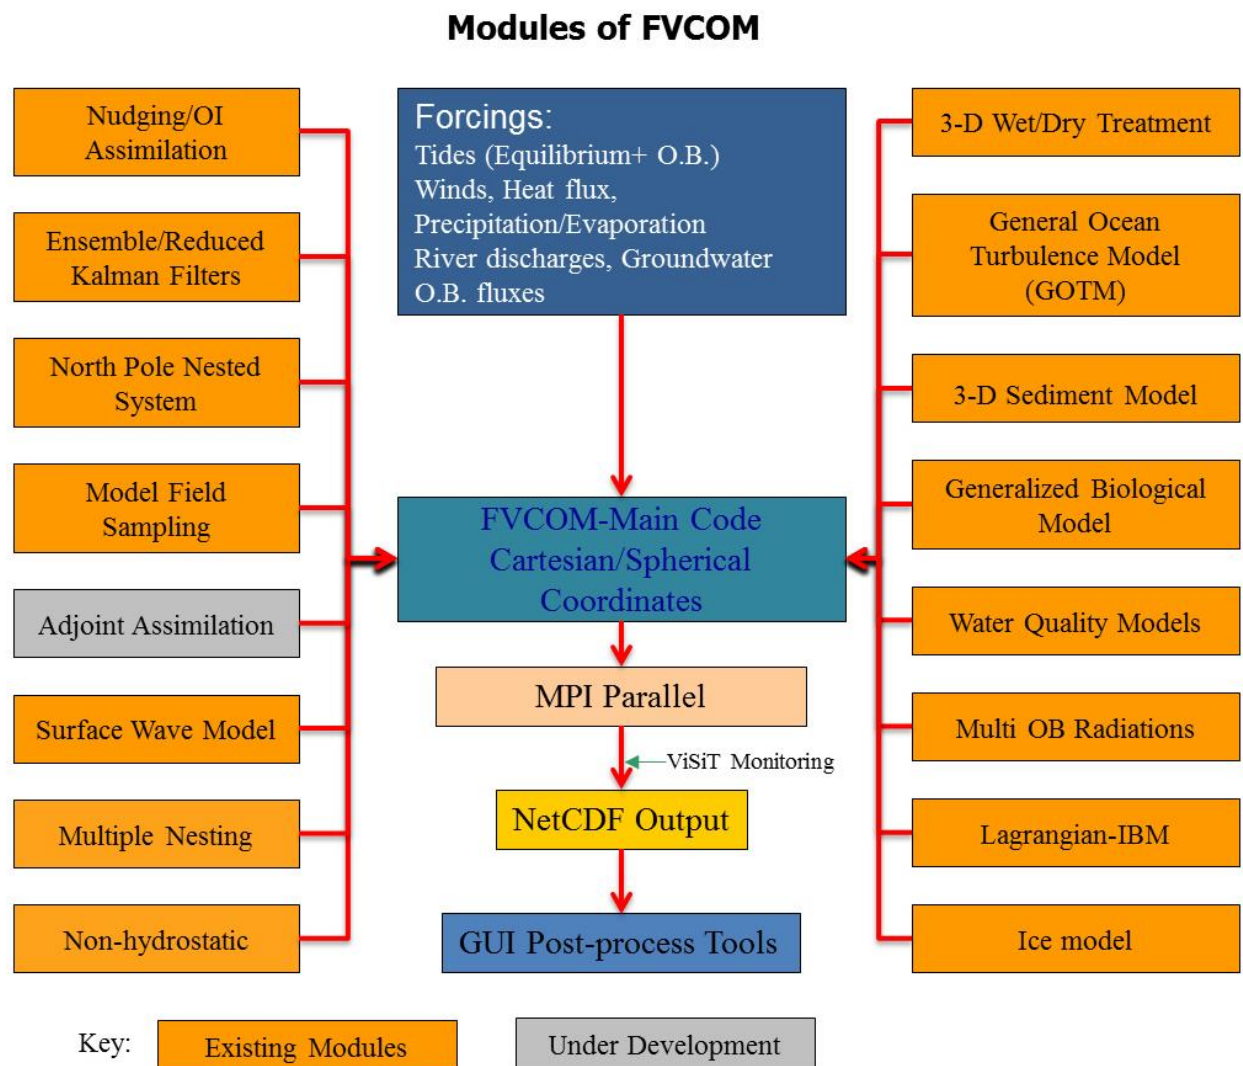 Modules of FVCOM
Nudging/OI
Assimilation
Ensemble/Reduced
Kalman Filters
North Pole Nested
System
Model Field
Sampling
Adjoint Assimilation
Surface Wave Model
Multiple Nesting
Non-hydrostatic
Forcings:
Tides (Equilibrium+ O.B.)
Winds, Heat flux,
Precipitation/Evaporation
River discharges, Groundwater
O.B. fluxes
FVCOM-Main Code
Cartesian/Spherical
Coordinates
MPI Parallel
ViSiT Monitoring
NetCDF Output
GUI Post-process Tools
3-D Wet/Dry Treatment
General Ocean
Turbulence Model
(GOTM)
3-D Sediment Model
Generalized Biological
Model
Water Quality Models
Multi OB Radiations
Lagrangian-IBM
Ice model
Key:
Existing Modules
Under Development